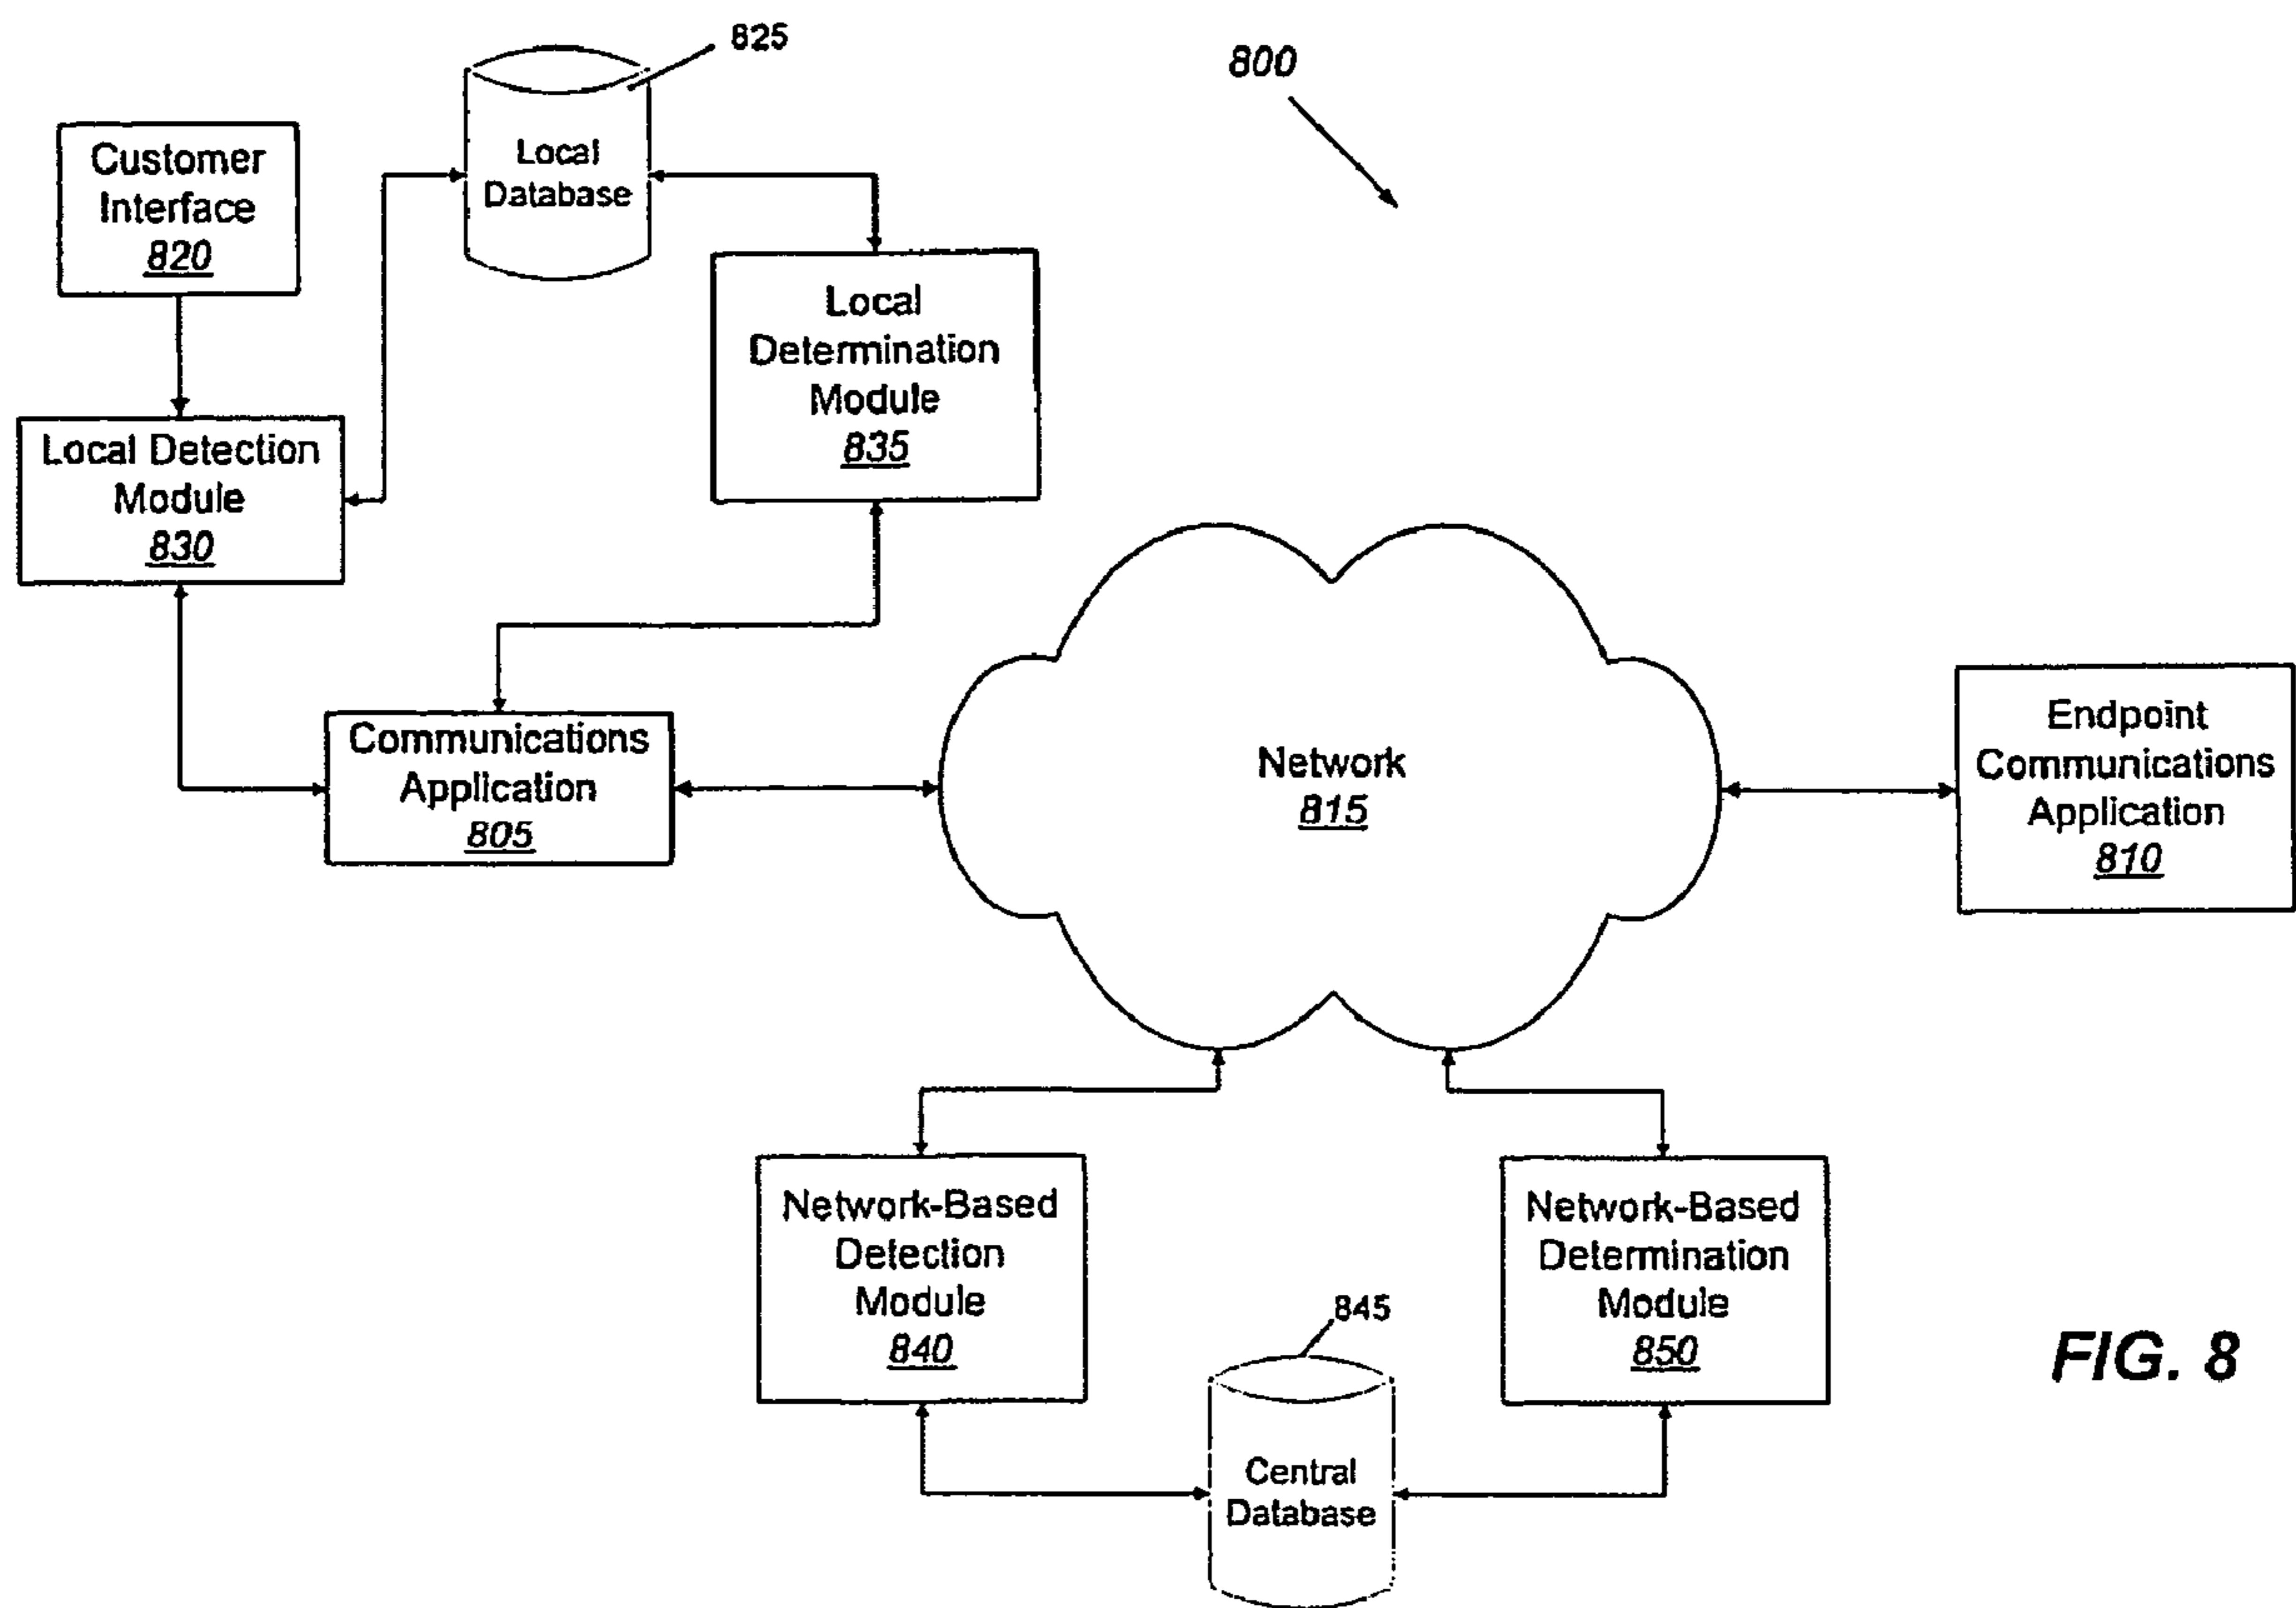 825
800
Customer
Interface
820
Local
Database
Local
Determination
Module
835
Local Detection
Module
830
Communications
Application
805
Network
815
Endpoint
Communications
Application
810
Network-Based
Detection
Module
840
Network-Based
Determination
Module
850
845
Central
Database
FIG. 8